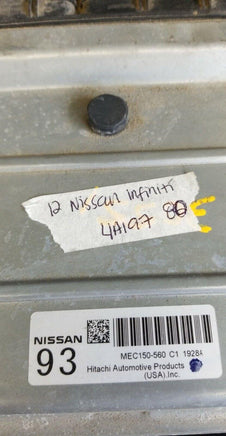 12 Nissan Infiniti
4A197 80
NISSAN
93
MEC150-560 C1 1928A
Hitachi Automotive Products
(USA),Inc.